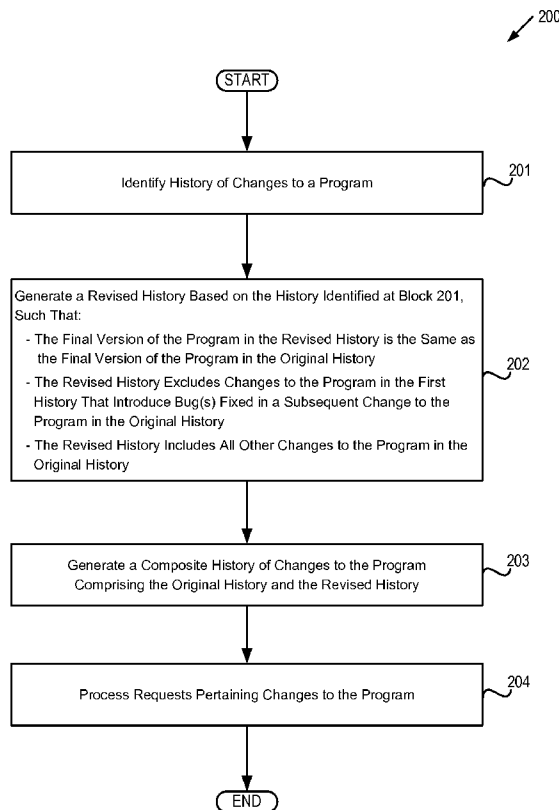 200
START
Identify History of Changes to a Program
201
Generate a Revised History Based on the History Identified at Block 201,
Such That:
- The Final Version of the Program in the Revised History is the Same as
the Final Version of the Program in the Original History
- The Revised History Excludes Changes to the Program in the First
History That Introduce Bug(s) Fixed in a Subsequent Change to the
Program in the Original History
- The Revised History Includes All Other Changes to the Program in the
Original History
202
Generate a Composite History of Changes to the Program
Comprising the Original History and the Revised History
203
Process Requests Pertaining Changes to the Program
204
END